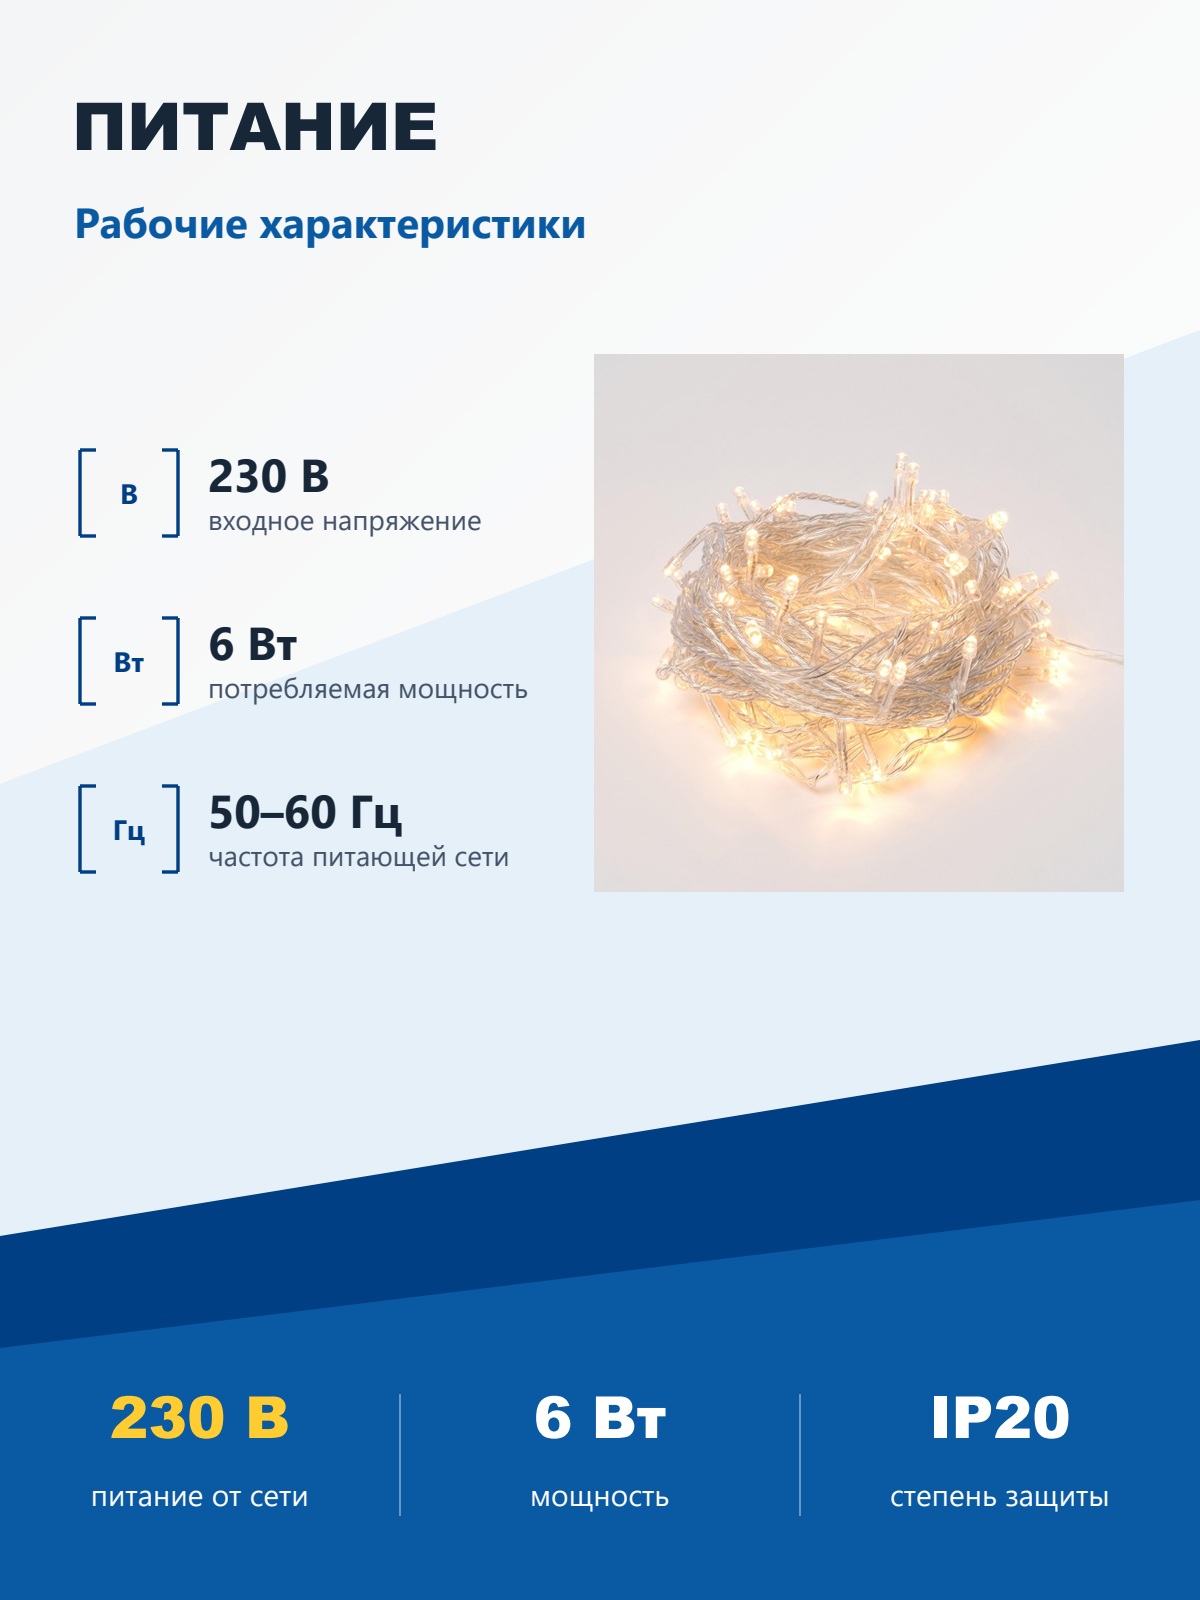 ПИТАНИЕ
Рабочие характеристики
В
230 В
входное напряжение
Вт
6 Вт
потребляемая мощность
Гц
50–60 Гц
частота питающей сети
230 В
питание от сети
6 Вт
мощность
IP20
степень защиты